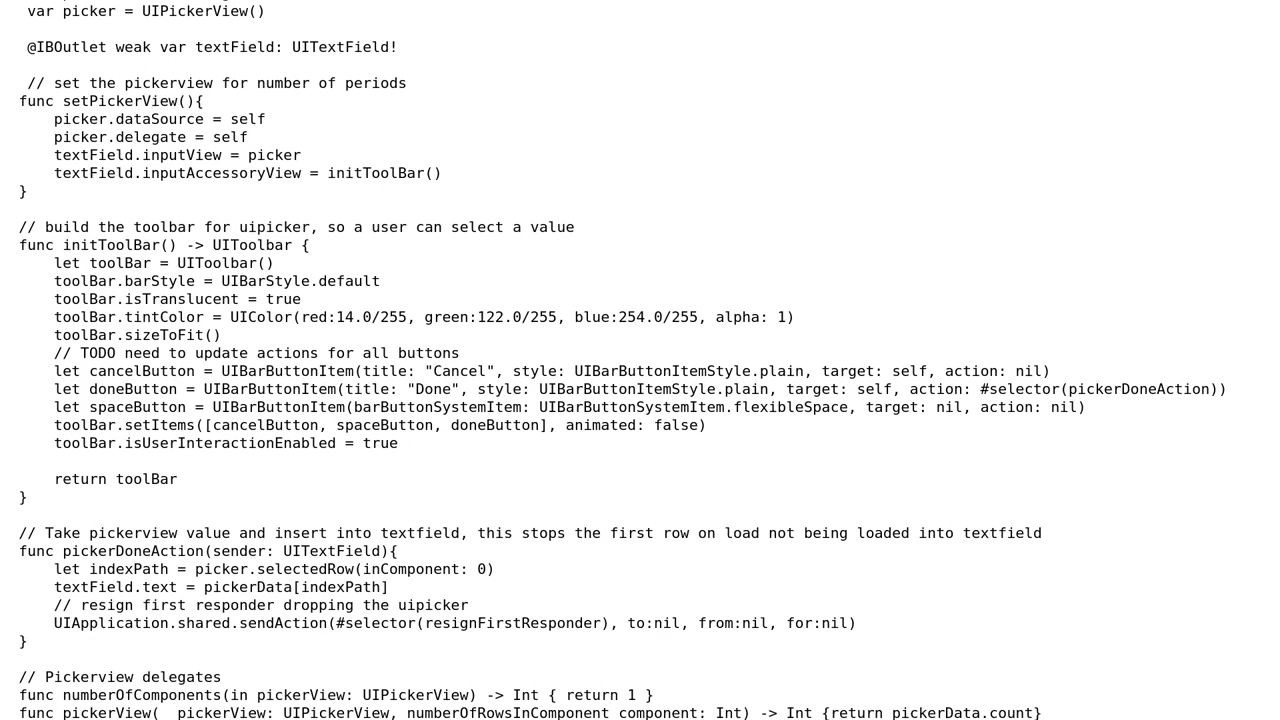 var picker = UIPickerView()
@IBOutlet weak var textField: UITextField!
// set the pickerview for number of periods
func setPickerView(){
picker.dataSource = self
picker.delegate = self
textField.inputView = picker
textField.inputAccessoryView = initToolBar()
}
// build the toolbar for uipicker, so a user can select a value
func initToolBar() -> UIToolbar {
let toolBar = UIToolbar()
toolBar.barStyle = UIBarStyle.default
toolBar.isTranslucent = true
toolBar.tintColor = UIColor(red:14.0/255, green:122.0/255, blue:254.0/255, alpha: 1)
toolBar.sizeToFit()
// TODO need to update actions for all buttons
let cancelButton = UIBarButtonItem(title: "Cancel", style: UIBarButtonItemStyle.plain, target: self, action: nil)
let doneButton = UIBarButtonItem(title: "Done", style: UIBarButtonItemStyle.plain, target: self, action: #selector(pickerDoneAction))
let spaceButton = UIBarButtonItem(barButtonSystemItem: UIBarButtonSystemItem.flexibleSpace, target: nil, action: nil)
toolBar.setItems([cancelButton, spaceButton, doneButton], animated: false)
toolBar.isUserInteractionEnabled = true
return toolBar
}
// Take pickerview value and insert into textfield, this stops the first row on load not being loaded into textfield
func pickerDoneAction(sender: UITextField){
let indexPath = picker.selectedRow(inComponent: 0)
textField.text = pickerData[indexPath]
// resign first responder dropping the uipicker
UIApplication.shared.sendAction(#selector(resignFirstResponder), to:nil, from:nil, for:nil)
}
// Pickerview delegates
func numberOfComponents(in pickerView: UIPickerView) -> Int { return 1 }
func pickerView(_ pickerView: UIPickerView, numberOfRowsInComponent component: Int) -> Int {return pickerData.count}